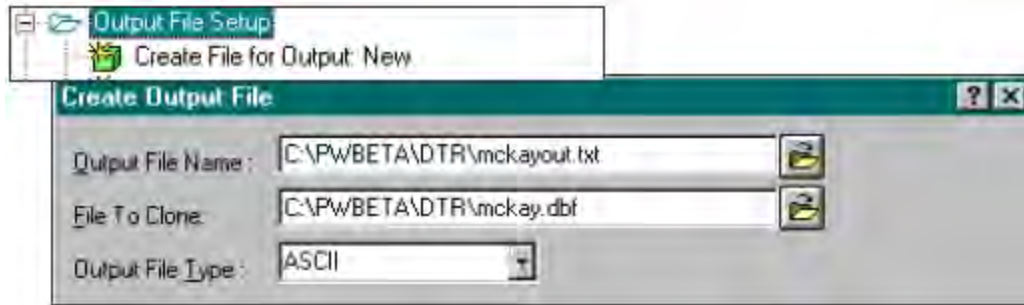 Output File Setup
Create File for Output: New
Create Output File
Output File Name : C:\PWBETA\DTR\mckayout.txt
File To Clone: C:\PWBETA\DTR\mckay.dbf
Output File Type : ASCII